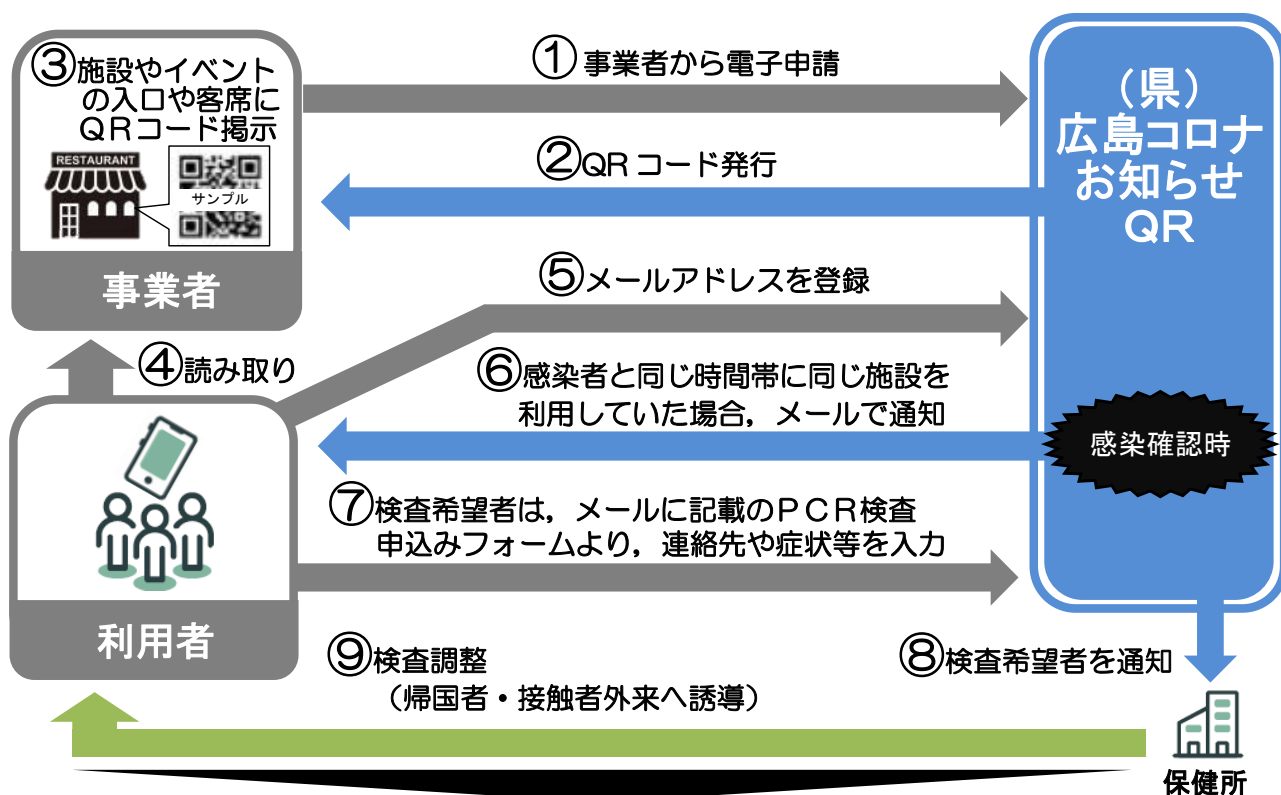 ①事業者から電子申請
②QRコード発行
③施設やイベント
の入口や客席に
QRコード掲示
RESTAURANT
サンプル
事業者
④読み取り
⑤メールアドレスを登録
⑥感染者と同じ時間帯に同じ施設を
利用していた場合，メールで通知
（県）
広島コロナ
お知らせ
QR
感染確認時
⑦検査希望者は，メールに記載のＰＣＲ検査
申込みフォームより，連絡先や症状等を入力
利用者
⑧検査希望者を通知
⑨検査調整
（帰国者・接触者外来へ誘導）
保健所